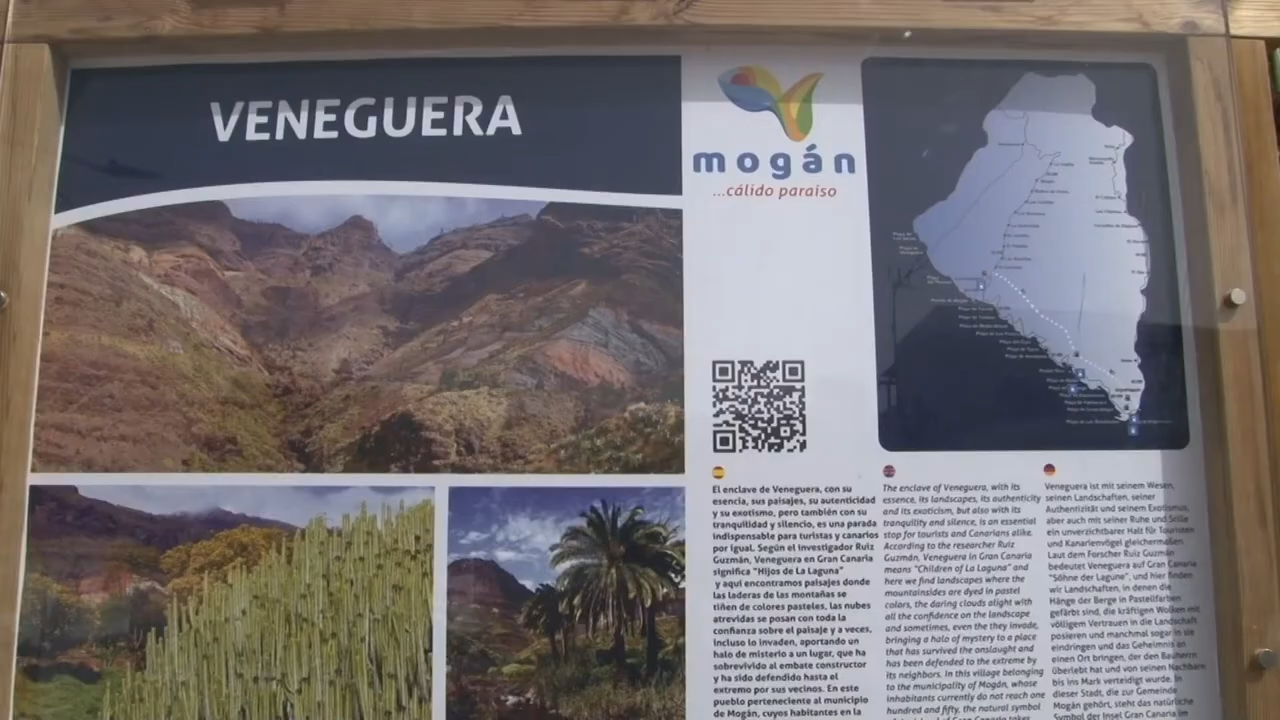 VENEGUERA
mogán
...cálido paraiso
El enclave de Veneguera, con su
esencia, sus paisajes, su autenticidad
y su exotismo, pero también con su
tranquilidad y silencio, es una parada
indispensable para turistas y canarios
por igual. Según el investigador Ruiz
Guzmán, Veneguera en Gran Canaria
significa "Hijos de La Laguna"
y aquí encontramos paisajes donde
las laderas de las montañas se
tiñen de colores pasteles, las nubes
atrevidas se posan con toda la
confianza sobre el paisaje y a veces,
incluso lo invaden, aportando un
halo de misterio a un lugar, que ha
sobrevivido al embate constructor
y ha sido defendido hasta el
extremo por sus vecinos. En este
pueblo perteneciente al municipio
de Mogán, cuyos habitantes en la
The enclave of Veneguera, with its
essence, its landscapes, its authenticity
and its exoticism, but also with its
tranquility and silence, is an essential
stop for tourists and Canarians alike.
According to the researcher Ruiz
Guzmán, Veneguera in Gran Canaria
means "Children of La Laguna" and
here we find landscapes where the
mountainsides are dyed in pastel
colors, the daring clouds alight with
all the confidence on the landscape
and sometimes, even the they invade,
bringing a halo of mystery to a place
that has survived the onslaught and
has been defended to the extreme by
its neighbors. In this village belonging
to the municipality of Mogán, whose
inhabitants currently do not reach one
hundred and fifty, the natural symbol
Veneguera ist mit seinem Wesen,
seinen Landschaften, seiner
Authentizität und seinem Exotismus,
aber auch mit seiner Ruhe und Stille
ein unverzichtbarer Halt für Touristen
und Kanarienvögel gleichermaßen.
Laut dem Forscher Ruiz Guzmán
bedeutet Veneguera auf Gran Canaria
"Söhne der Lagune", und hier finden
wir Landschaften, in denen die
Hänge der Berge in Pastellfarben
gefärbt sind, die kräftigen Wolken mit
völligem Vertrauen in die Landschaft
posieren und manchmal sogar in sie
eindringen und das Geheimnis an
einen Ort bringen, der den Bauherrn
überlebt hat und von seinen Nachbarn
bis ins Mark verteidigt wurde. In
dieser Stadt, die zur Gemeinde
Mogán gehört, steht das natürliche
Symbol der Insel Gran Canaria im